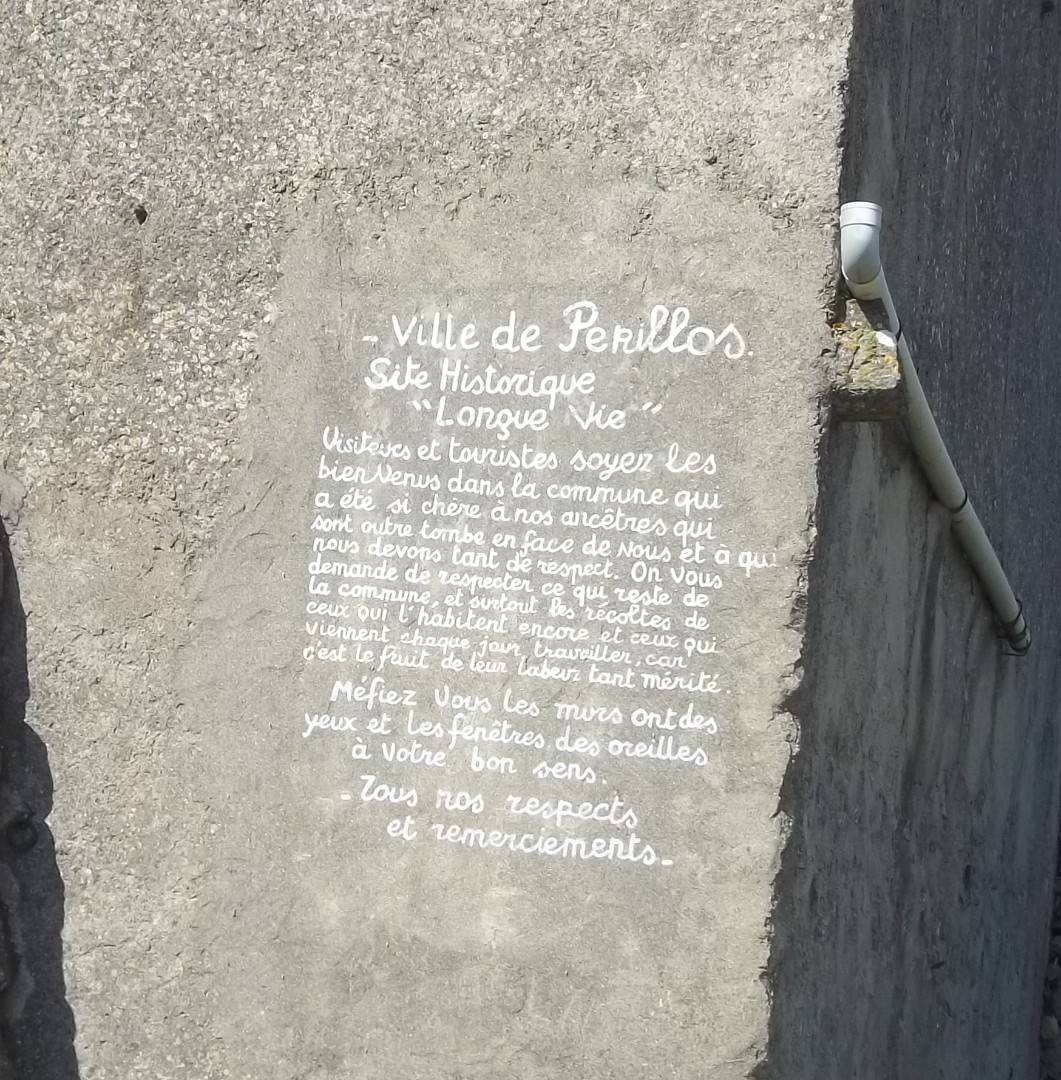 - Ville de Perillos.
Site Historique
"Longue Vie"
Visiteurs et touristes soyez les
bien Venus dans la commune qui
a été si chère à nos ancêtres qui
sont outre tombe en face de nous et à qui
nous devons tant de respect. On Vous
demande de respecter ce qui reste de
la commune, et surtout les récoltes de
ceux qui l'habitent encore et ceux qui
viennent chaque jour, travailler, car
c'est le fruit de leur labeur tant mérité.
Méfiez Vous les murs ont des
yeux et les fenêtres des oreilles
à Votre bon sens.
- Tous nos respects
et remerciements -